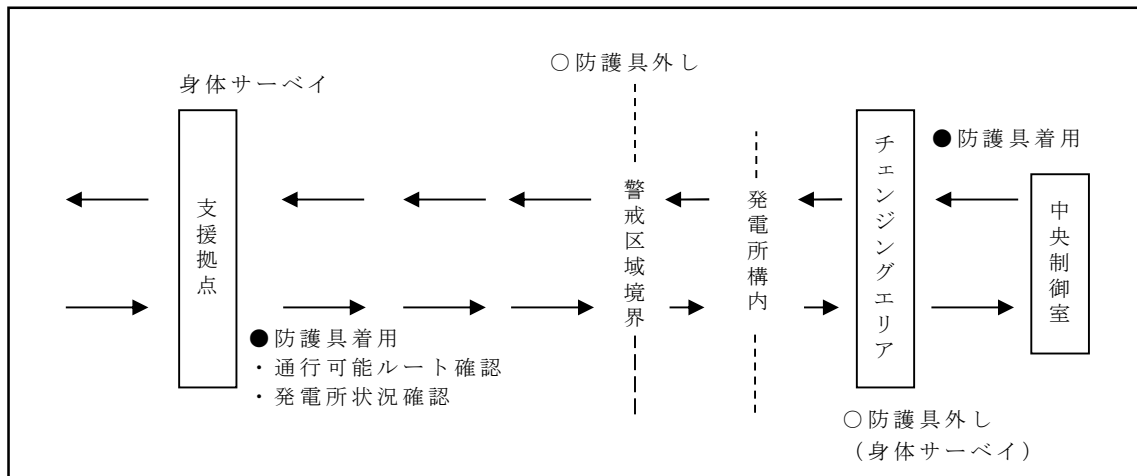 ○防護具外し
身体サーベイ
●防護具着用
支援拠点
警戒区域境界
発電所構内
チェンジングエリア
中央制御室
●防護具着用
・通行可能ルート確認
・発電所状況確認
○防護具外し
（身体サーベイ）